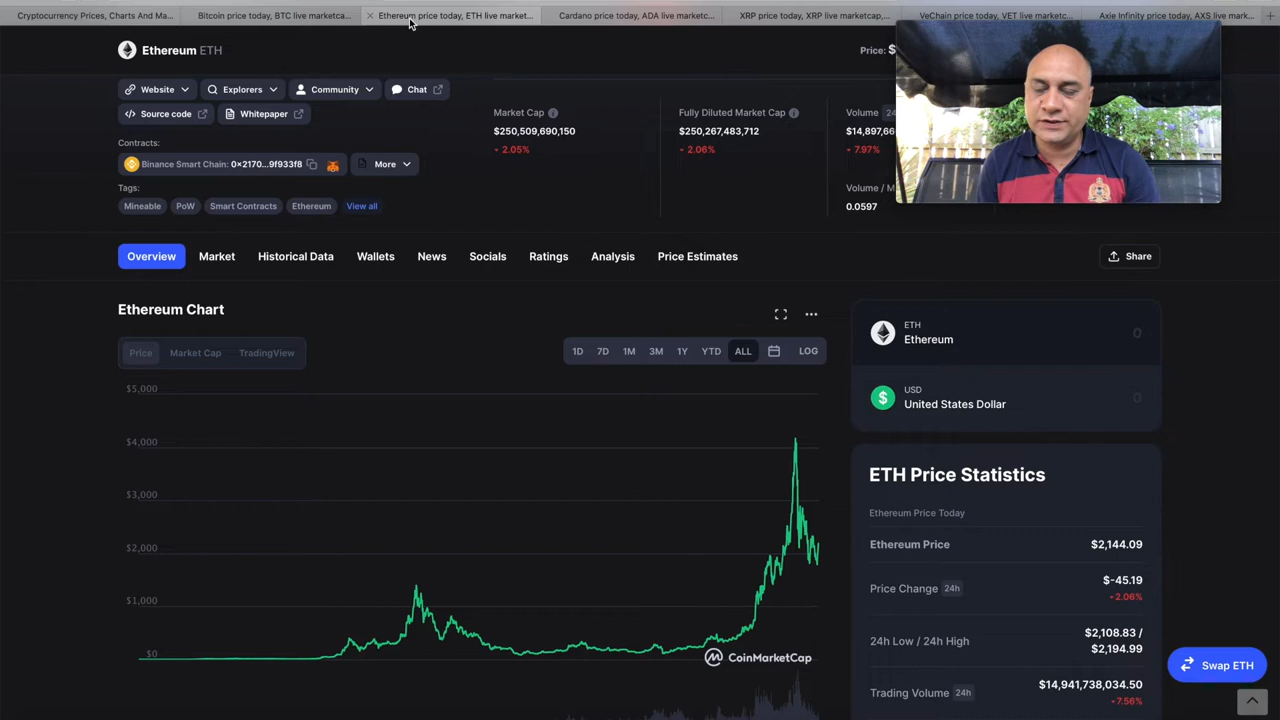 Cryptocurrency Prices, Charts And Ma...
Bitcoin price today, BTC live marketca...
Ethereum price today, ETH live market...
Cardano price today, ADA live marketc...
XRP price today, XRP live marketcap,...
VeChain price today, VET live marketc...
Axie Infinity price today, AXS live mark...
Ethereum ETH
Price: $
Website
Explorers
Community
Chat
Source code
Whitepaper
Contracts:
Binance Smart Chain: 0x2170...9f933f8
More
Tags:
Mineable
PoW
Smart Contracts
Ethereum
View all
Market Cap
$250,509,690,150
2.05%
Fully Diluted Market Cap
$250,267,483,712
2.06%
Volume 24
$14,897,66
7.97%
Volume / M
0.0597
Overview
Market
Historical Data
Wallets
News
Socials
Ratings
Analysis
Price Estimates
Share
Ethereum Chart
Price
Market Cap
TradingView
1D
7D
1M
3M
1Y
YTD
ALL
LOG
$5,000
$4,000
$3,000
$2,000
$1,000
$0
CoinMarketCap
ETH
Ethereum
0
USD
United States Dollar
0
ETH Price Statistics
Ethereum Price Today
Ethereum Price
$2,144.09
Price Change 24h
$-45.19
2.06%
24h Low / 24h High
$2,108.83 /
$2,194.99
Trading Volume 24h
$14,941,738,034.50
7.56%
Swap ETH